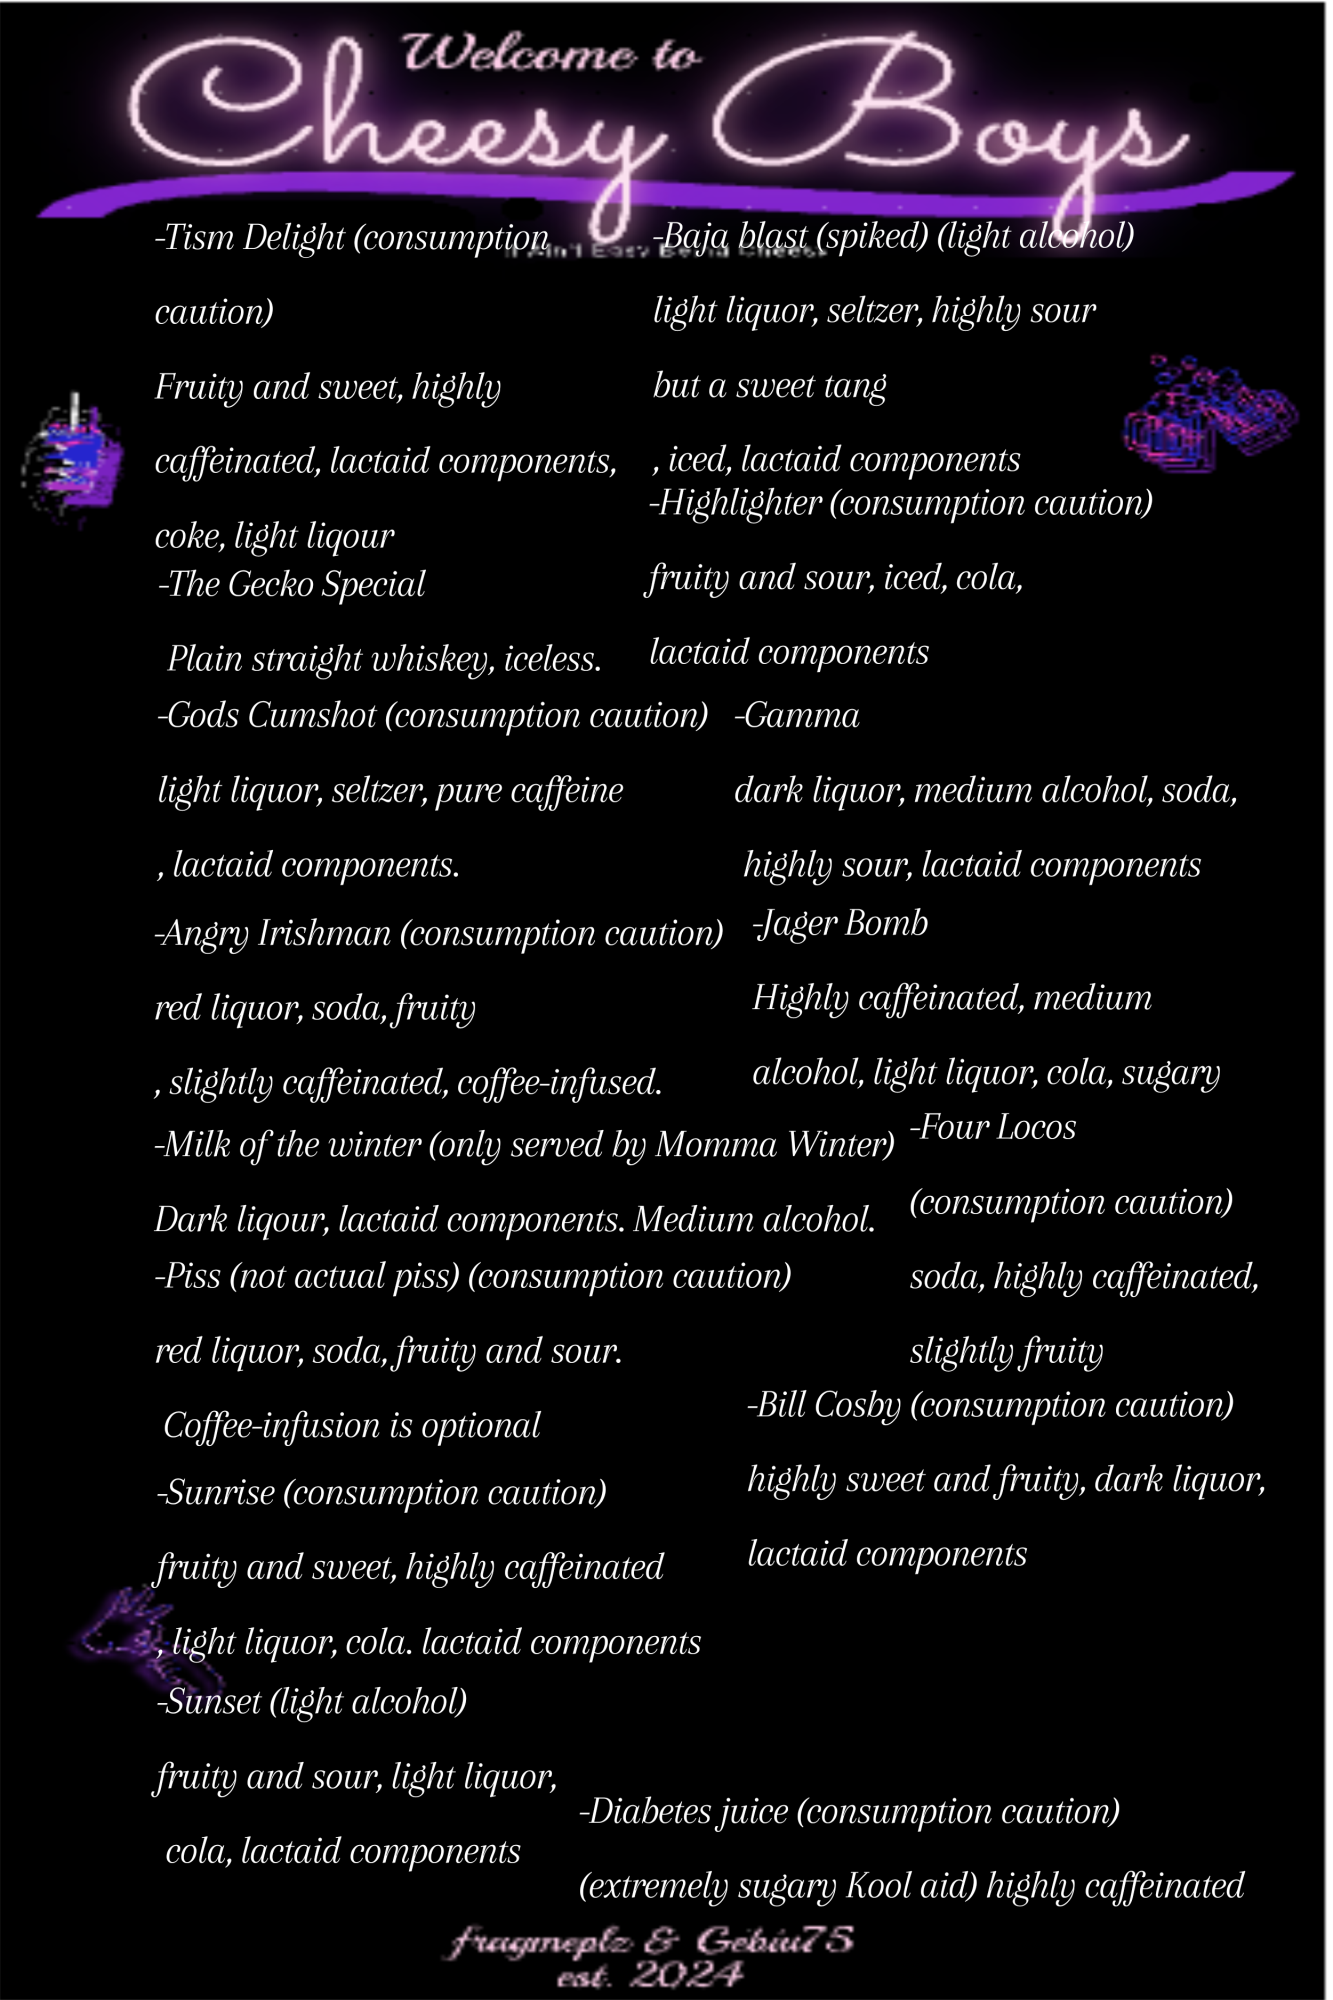 Welcome to
Cheesy Boys
It Ain't Easy Being Cheesy
-Tism Delight (consumption
caution)
Fruity and sweet, highly
caffeinated, lactaid components,
coke, light liqour
-The Gecko Special
Plain straight whiskey, iceless.
-Gods Cumshot (consumption caution)
light liquor, seltzer, pure caffeine
, lactaid components.
-Angry Irishman (consumption caution)
red liquor, soda, fruity
, slightly caffeinated, coffee-infused.
-Milk of the winter (only served by Momma Winter)
Dark liqour, lactaid components. Medium alcohol.
-Piss (not actual piss) (consumption caution)
red liquor, soda, fruity and sour.
Coffee-infusion is optional
-Sunrise (consumption caution)
fruity and sweet, highly caffeinated
, light liquor, cola. lactaid components
-Sunset (light alcohol)
fruity and sour, light liquor,
cola, lactaid components
-Baja blast (spiked) (light alcohol)
light liquor, seltzer, highly sour
but a sweet tang
, iced, lactaid components
-Highlighter (consumption caution)
fruity and sour, iced, cola,
lactaid components
-Gamma
dark liquor, medium alcohol, soda,
highly sour, lactaid components
-Jager Bomb
Highly caffeinated, medium
alcohol, light liquor, cola, sugary
-Four Locos
(consumption caution)
soda, highly caffeinated,
slightly fruity
-Bill Cosby (consumption caution)
highly sweet and fruity, dark liquor,
lactaid components
-Diabetes juice (consumption caution)
(extremely sugary Kool aid) highly caffeinated
fragmeplz & Gebiu75
est. 2024